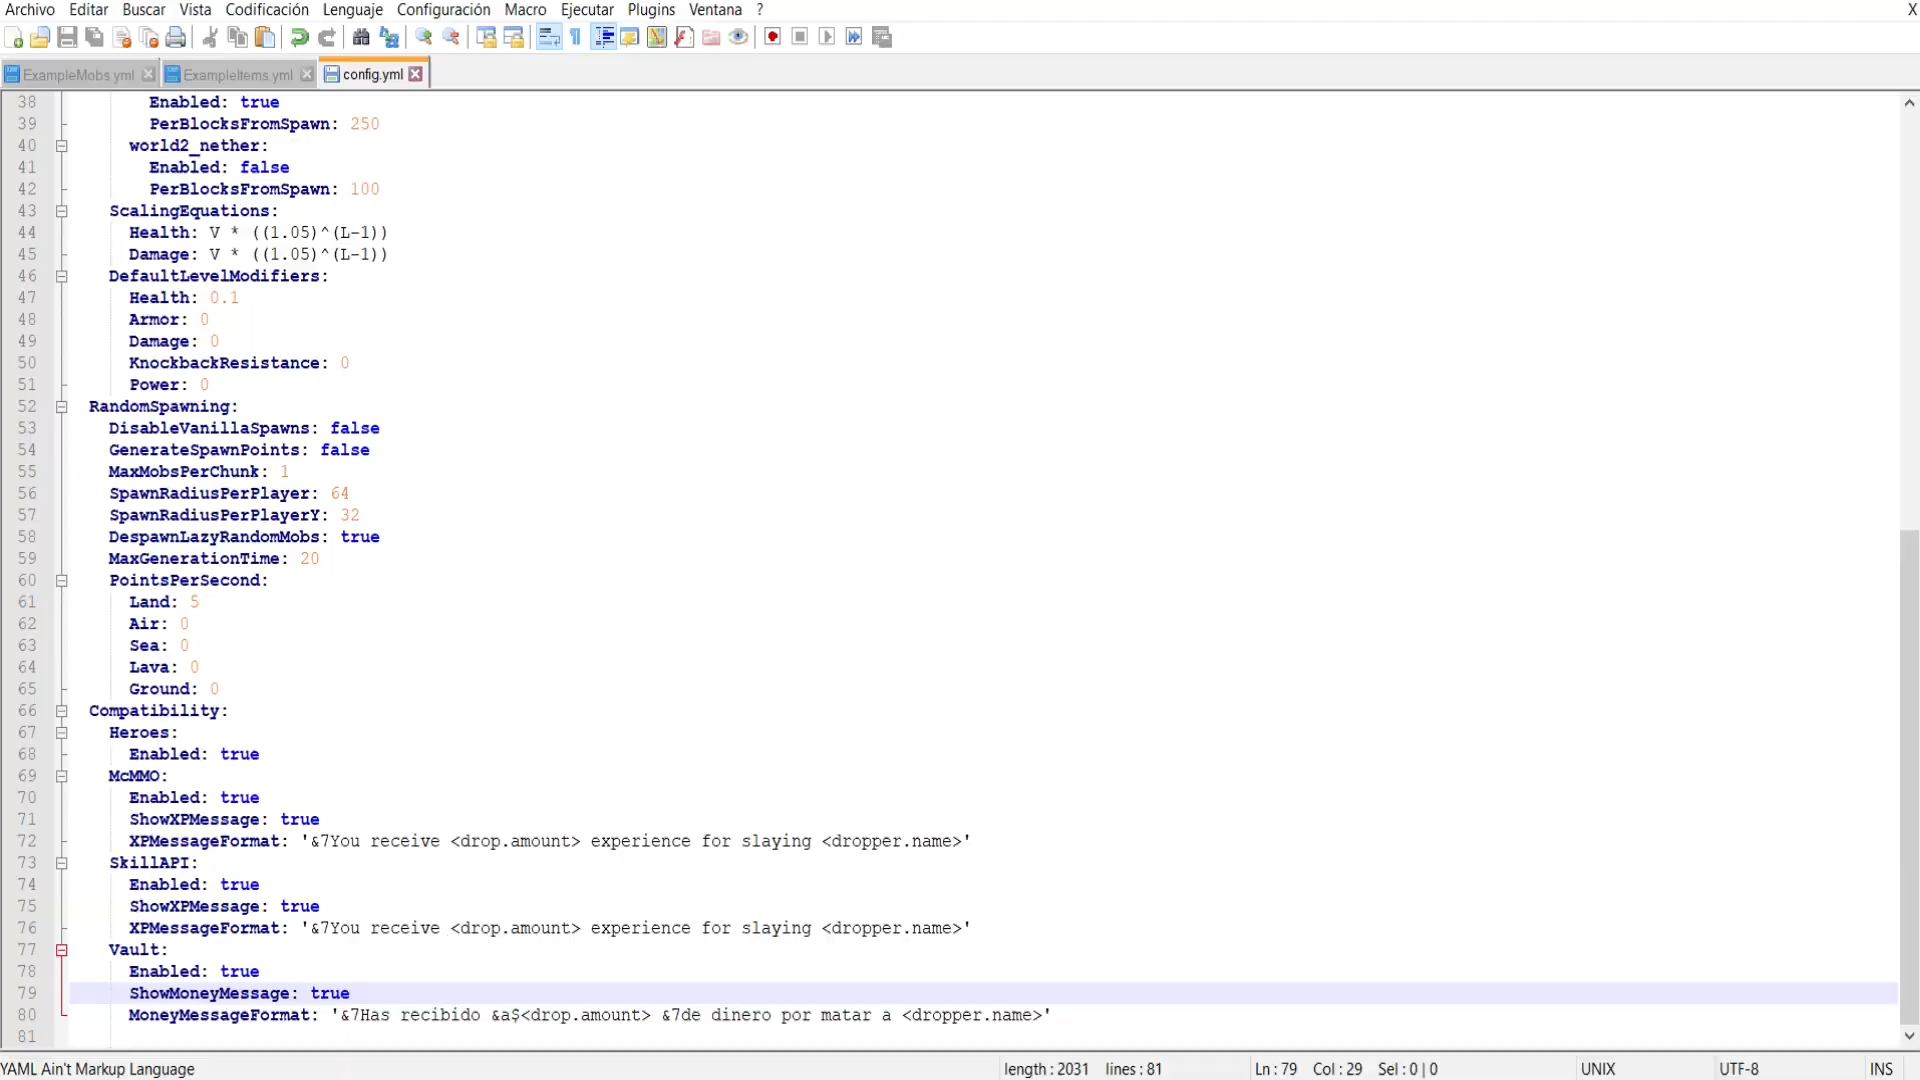 Archivo Editar Buscar Vista Codificación Lenguaje Configuración Macro Ejecutar Plugins Ventana ? X
ExampleMobs.yml ExampleItems.yml config.yml
38 Enabled: true
39 PerBlocksFromSpawn: 250
40 world2_nether:
41 Enabled: false
42 PerBlocksFromSpawn: 100
43 ScalingEquations:
44 Health: V * ((1.05)^(L-1))
45 Damage: V * ((1.05)^(L-1))
46 DefaultLevelModifiers:
47 Health: 0.1
48 Armor: 0
49 Damage: 0
50 KnockbackResistance: 0
51 Power: 0
52 RandomSpawning:
53 DisableVanillaSpawns: false
54 GenerateSpawnPoints: false
55 MaxMobsPerChunk: 1
56 SpawnRadiusPerPlayer: 64
57 SpawnRadiusPerPlayerY: 32
58 DespawnLazyRandomMobs: true
59 MaxGenerationTime: 20
60 PointsPerSecond:
61 Land: 5
62 Air: 0
63 Sea: 0
64 Lava: 0
65 Ground: 0
66 Compatibility:
67 Heroes:
68 Enabled: true
69 McMMO:
70 Enabled: true
71 ShowXPMessage: true
72 XPMessageFormat: '&7You receive <drop.amount> experience for slaying <dropper.name>'
73 SkillAPI:
74 Enabled: true
75 ShowXPMessage: true
76 XPMessageFormat: '&7You receive <drop.amount> experience for slaying <dropper.name>'
77 Vault:
78 Enabled: true
79 ShowMoneyMessage: true
80 MoneyMessageFormat: '&7Has recibido &a$<drop.amount> &7de dinero por matar a <dropper.name>'
81
YAML Ain't Markup Language length : 2031 lines : 81 Ln : 79 Col : 29 Sel : 0 | 0 UNIX UTF-8 INS